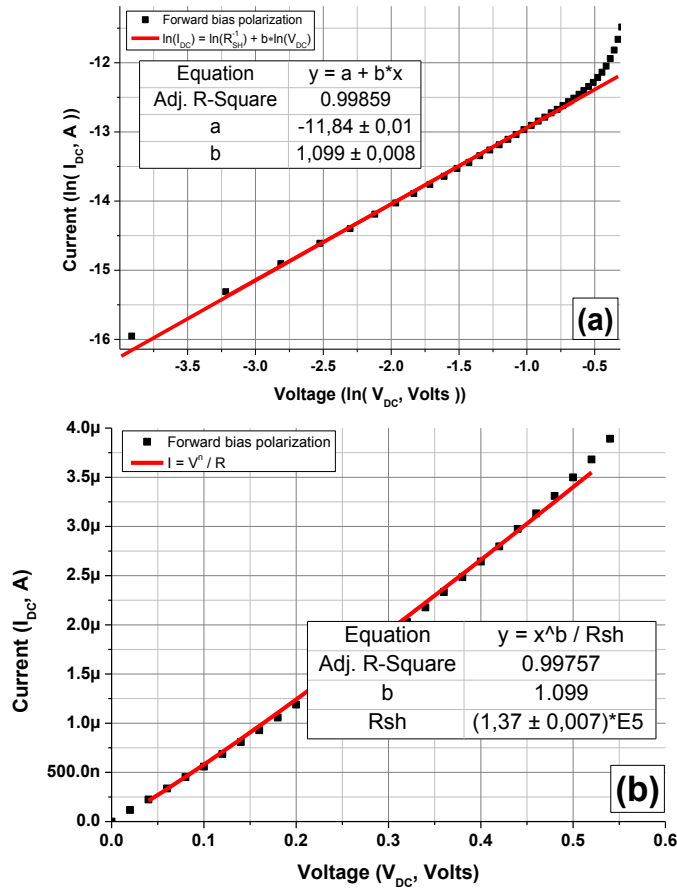 Forward bias polarization
ln(I_DC) = ln(R_SH^-1) + b*ln(V_DC)
Equation y = a + b*x
Adj. R-Square 0.99859
a -11,84 ± 0,01
b 1,099 ± 0,008
-12
-13
-14
-15
-16
Current (ln( I_DC, A))
(a)
-3.5 -3.0 -2.5 -2.0 -1.5 -1.0 -0.5
Voltage (ln( V_DC, Volts ))
Forward bias polarization
I = V^n / R
4.0µ
3.5µ
3.0µ
2.5µ
2.0µ
1.5µ
1.0µ
500.0n
0.0
Current (I_DC, A)
Equation y = x^b / Rsh
Adj. R-Square 0.99757
b 1.099
Rsh (1,37 ± 0,007)*E5
(b)
0.0 0.1 0.2 0.3 0.4 0.5 0.6
Voltage (V_DC, Volts)